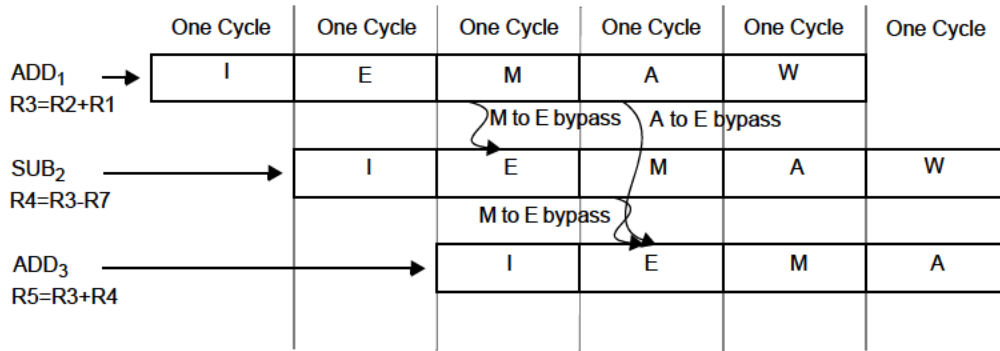 One Cycle One Cycle One Cycle One Cycle One Cycle One Cycle
ADD1 I E M A W
R3=R2+R1
M to E bypass A to E bypass
SUB2 I E M A W
R4=R3-R7
M to E bypass
ADD3 I E M A
R5=R3+R4